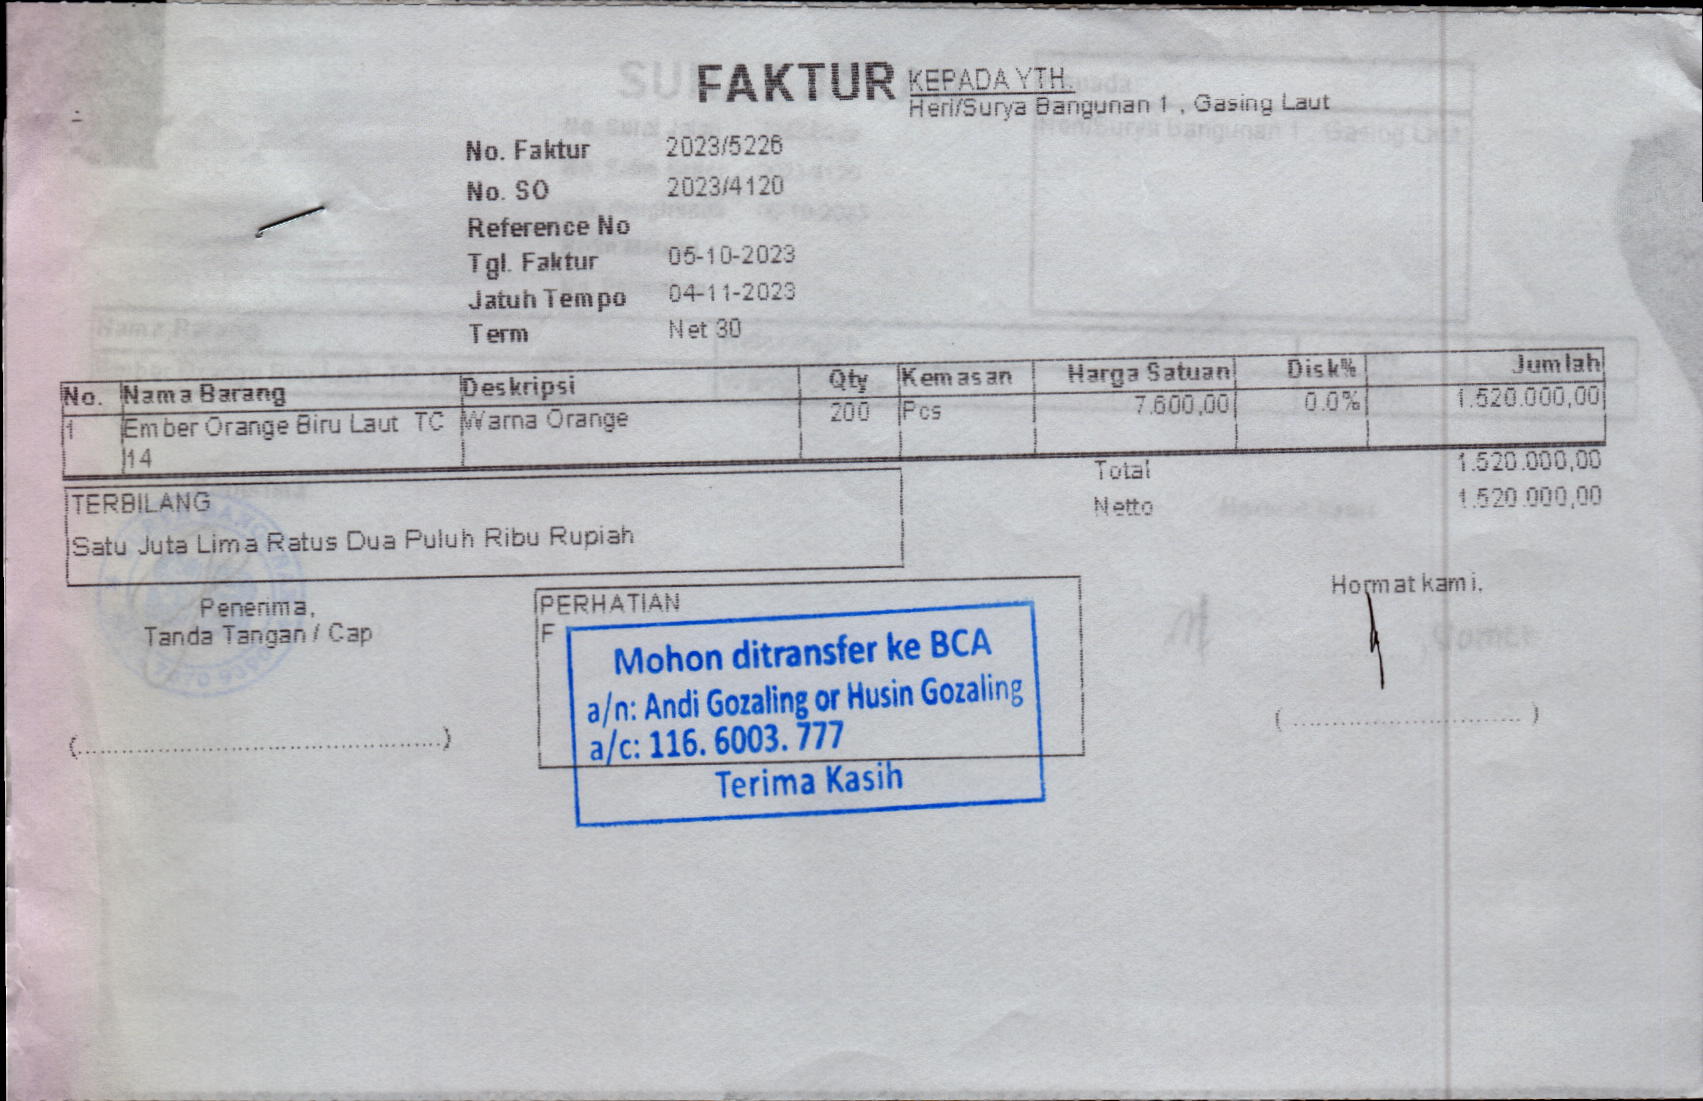 FAKTUR
KEPADA YTH.
Heri/Surya Bangunan 1 , Gasing Laut
No. Faktur 2023/5226
No. SO 2023/4120
Reference No
Tgl. Faktur 05-10-2023
Jatuh Tempo 04-11-2023
Term Net 30
No. Nama Barang Deskripsi Qty Kemasan Harga Satuan Disk% Jumlah
1 Ember Orange Biru Laut TC Warna Orange 200 Pcs 7.600,00 0.0% 1.520.000,00
14
Total 1.520.000,00
Netto 1.520.000,00
TERBILANG
Satu Juta Lima Ratus Dua Puluh Ribu Rupiah
Penerima,
Tanda Tangan / Cap
(..............................................)
PERHATIAN
F
Mohon ditransfer ke BCA
a/n: Andi Gozaling or Husin Gozaling
a/c: 116. 6003. 777
Terima Kasih
Hormat kami,
( ............................. )